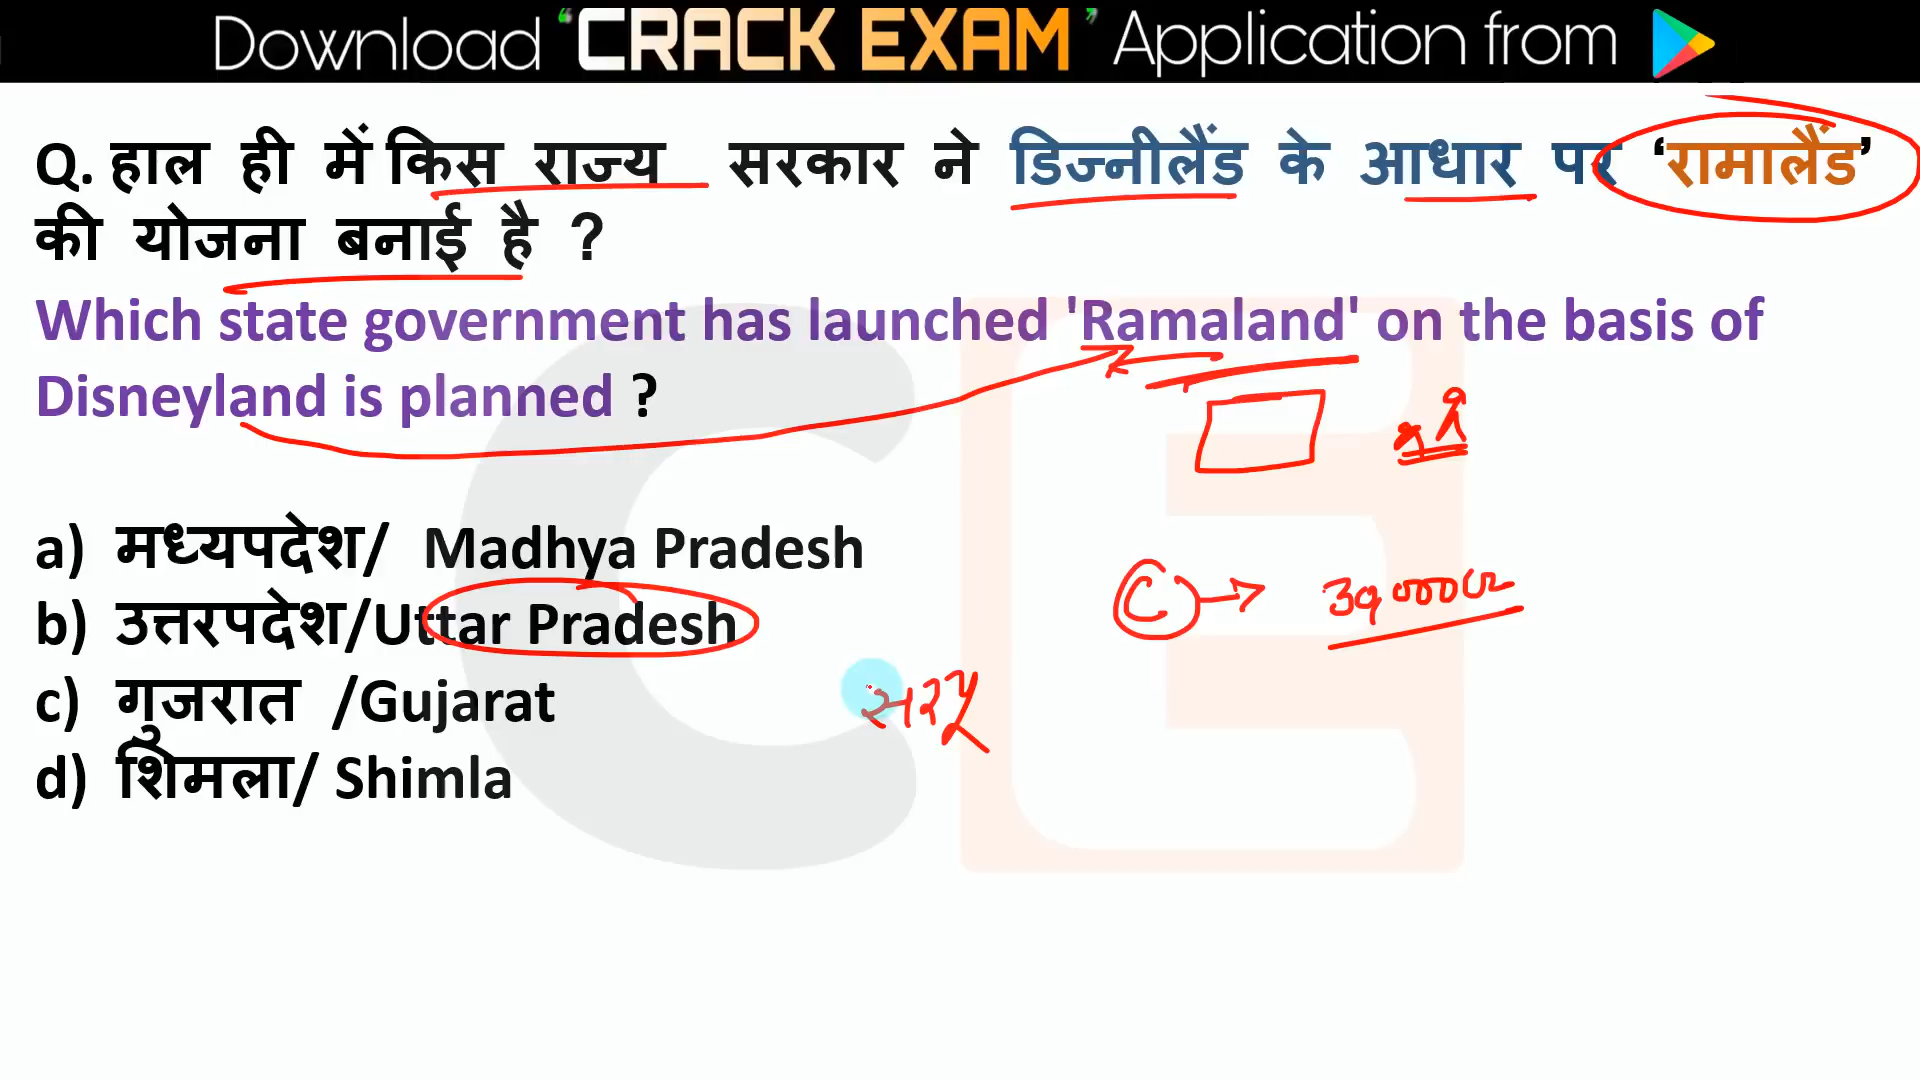 Download ‘CRACK EXAM’ Application from
Q. हाल ही में किस राज्य सरकार ने डिज्नीलैंड के आधार पर ‘रामालैंड’
की योजना बनाई है ?
Which state government has launched 'Ramaland' on the basis of
Disneyland is planned ?
a) मध्यपदेश/ Madhya Pradesh
b) उत्तरपदेश/Uttar Pradesh
c) गुजरात /Gujarat
d) शिमला/ Shimla